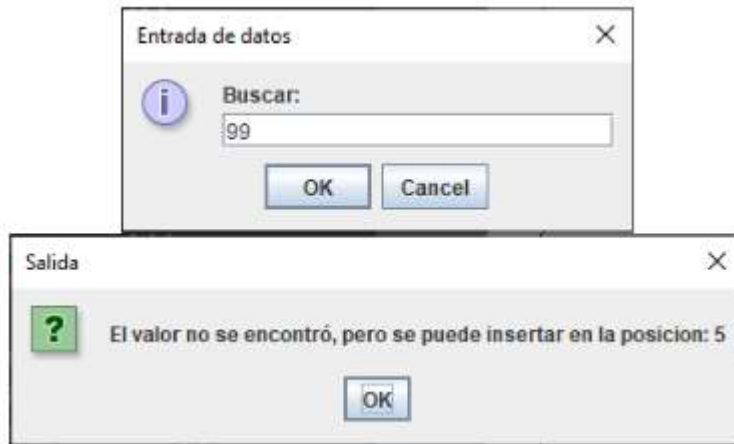 Entrada de datos
Buscar:
99
OK
Cancel
Salida
El valor no se encontró, pero se puede insertar en la posicion: 5
OK